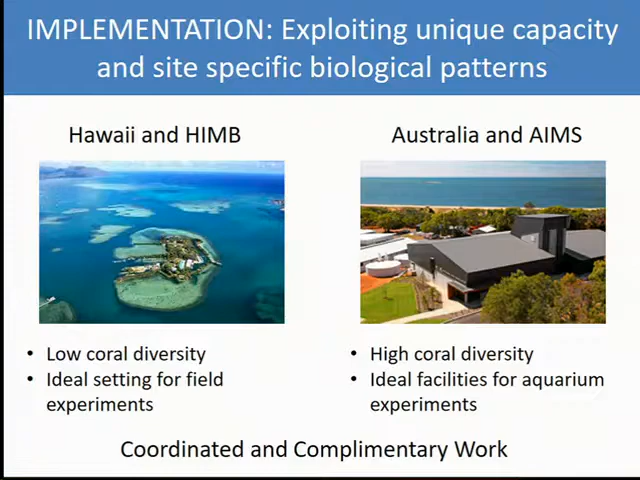 IMPLEMENTATION: Exploiting unique capacity
and site specific biological patterns
Hawaii and HIMB
Australia and AIMS
• Low coral diversity
• Ideal setting for field
experiments
• High coral diversity
• Ideal facilities for aquarium
experiments
Coordinated and Complimentary Work